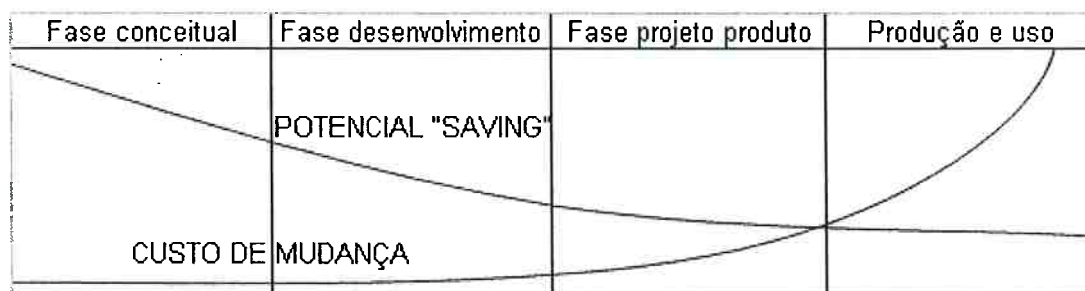 Fase conceitual
Fase desenvolvimento
Fase projeto produto
Produção e uso
POTENCIAL "SAVING"
CUSTO DE MUDANÇA